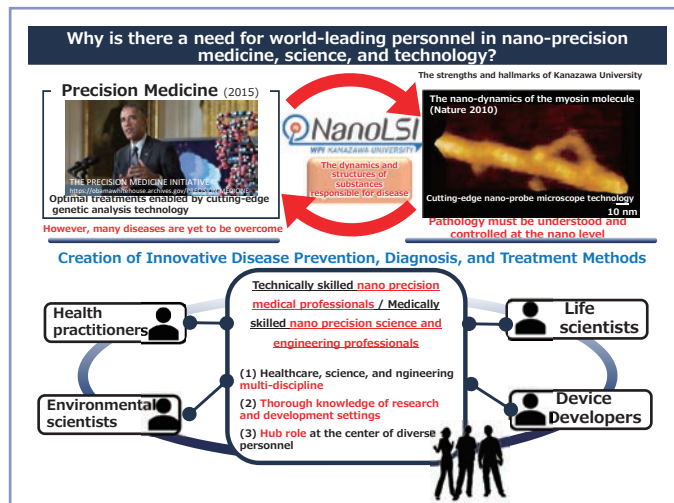 Why is there a need for world-leading personnel in nano-precision
medicine, science, and technology?
Precision Medicine (2015)
THE PRECISION MEDICINE INITIATIVE
https://obamawhitehouse.archives.gov/PRECISION-MEDICINE
Optimal treatments enabled by cutting-edge
genetic analysis technology
However, many diseases are yet to be overcome
NanoLSI
WPI KANAZAWA UNIVERSITY
The dynamics and
structures of
substances
responsible for disease
The strengths and hallmarks of Kanazawa University
The nano-dynamics of the myosin molecule
(Nature 2010)
Cutting-edge nano-probe microscope technology
10 nm
Pathology must be understood and
controlled at the nano level
Creation of Innovative Disease Prevention, Diagnosis, and Treatment Methods
Health
practitioners
Environmental
scientists
Technically skilled nano precision
medical professionals / Medically
skilled nano precision science and
engineering professionals
(1) Healthcare, science, and ngineering
multi-discipline
(2) Thorough knowledge of research
and development settings
(3) Hub role at the center of diverse
personnel
Life
scientists
Device
Developers